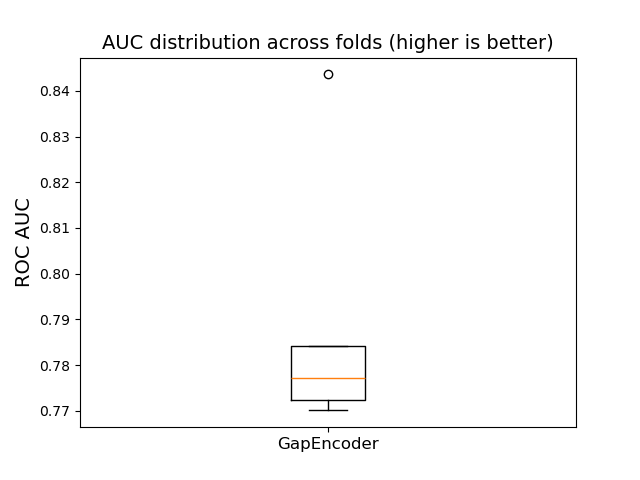 AUC distribution across folds (higher is better)
0.84
0.83
0.82
0.81
0.80
0.79
0.78
0.77
ROC AUC
GapEncoder